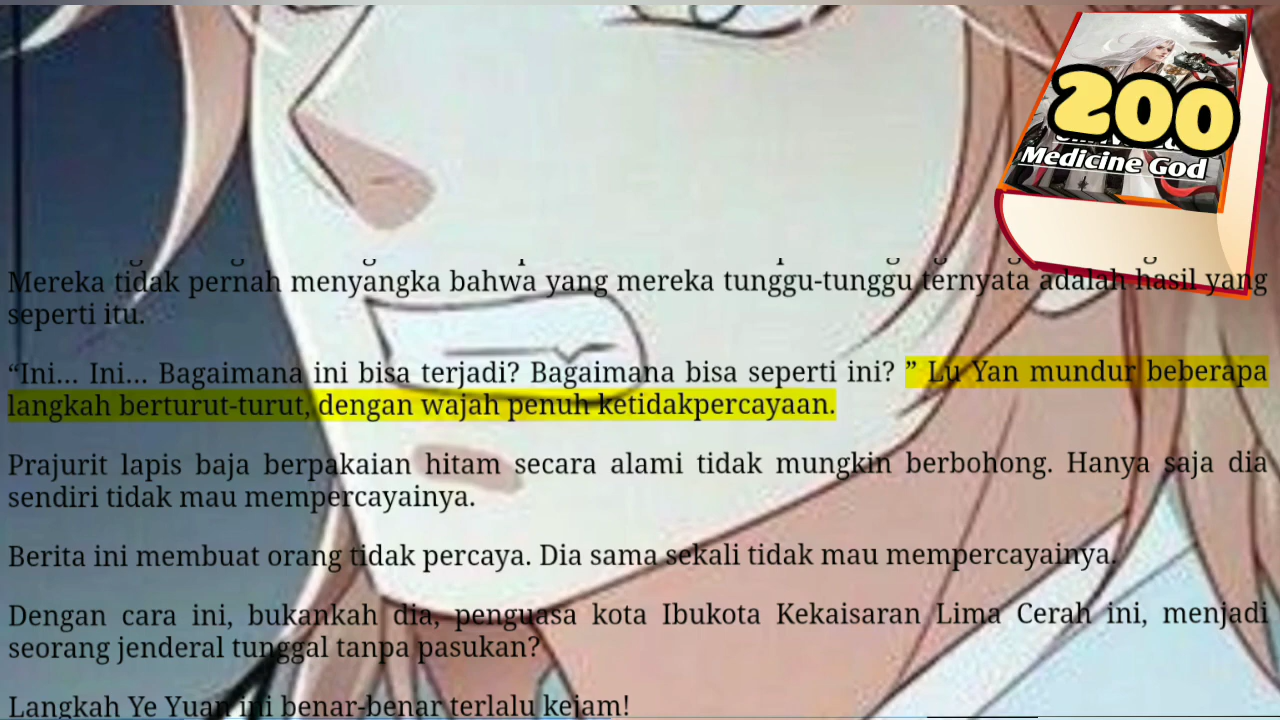 200
Medicine God
Mereka tidak pernah menyangka bahwa yang mereka tunggu-tunggu ternyata adalah hasil yang
seperti itu.
“Ini... Ini... Bagaimana ini bisa terjadi? Bagaimana bisa seperti ini? ” Lu Yan mundur beberapa
langkah berturut-turut, dengan wajah penuh ketidakpercayaan.
Prajurit lapis baja berpakaian hitam secara alami tidak mungkin berbohong. Hanya saja dia
sendiri tidak mau mempercayainya.
Berita ini membuat orang tidak percaya. Dia sama sekali tidak mau mempercayainya.
Dengan cara ini, bukankah dia, penguasa kota Ibukota Kekaisaran Lima Cerah ini, menjadi
seorang jenderal tunggal tanpa pasukan?
Langkah Ye Yuan ini benar-benar terlalu kejam!